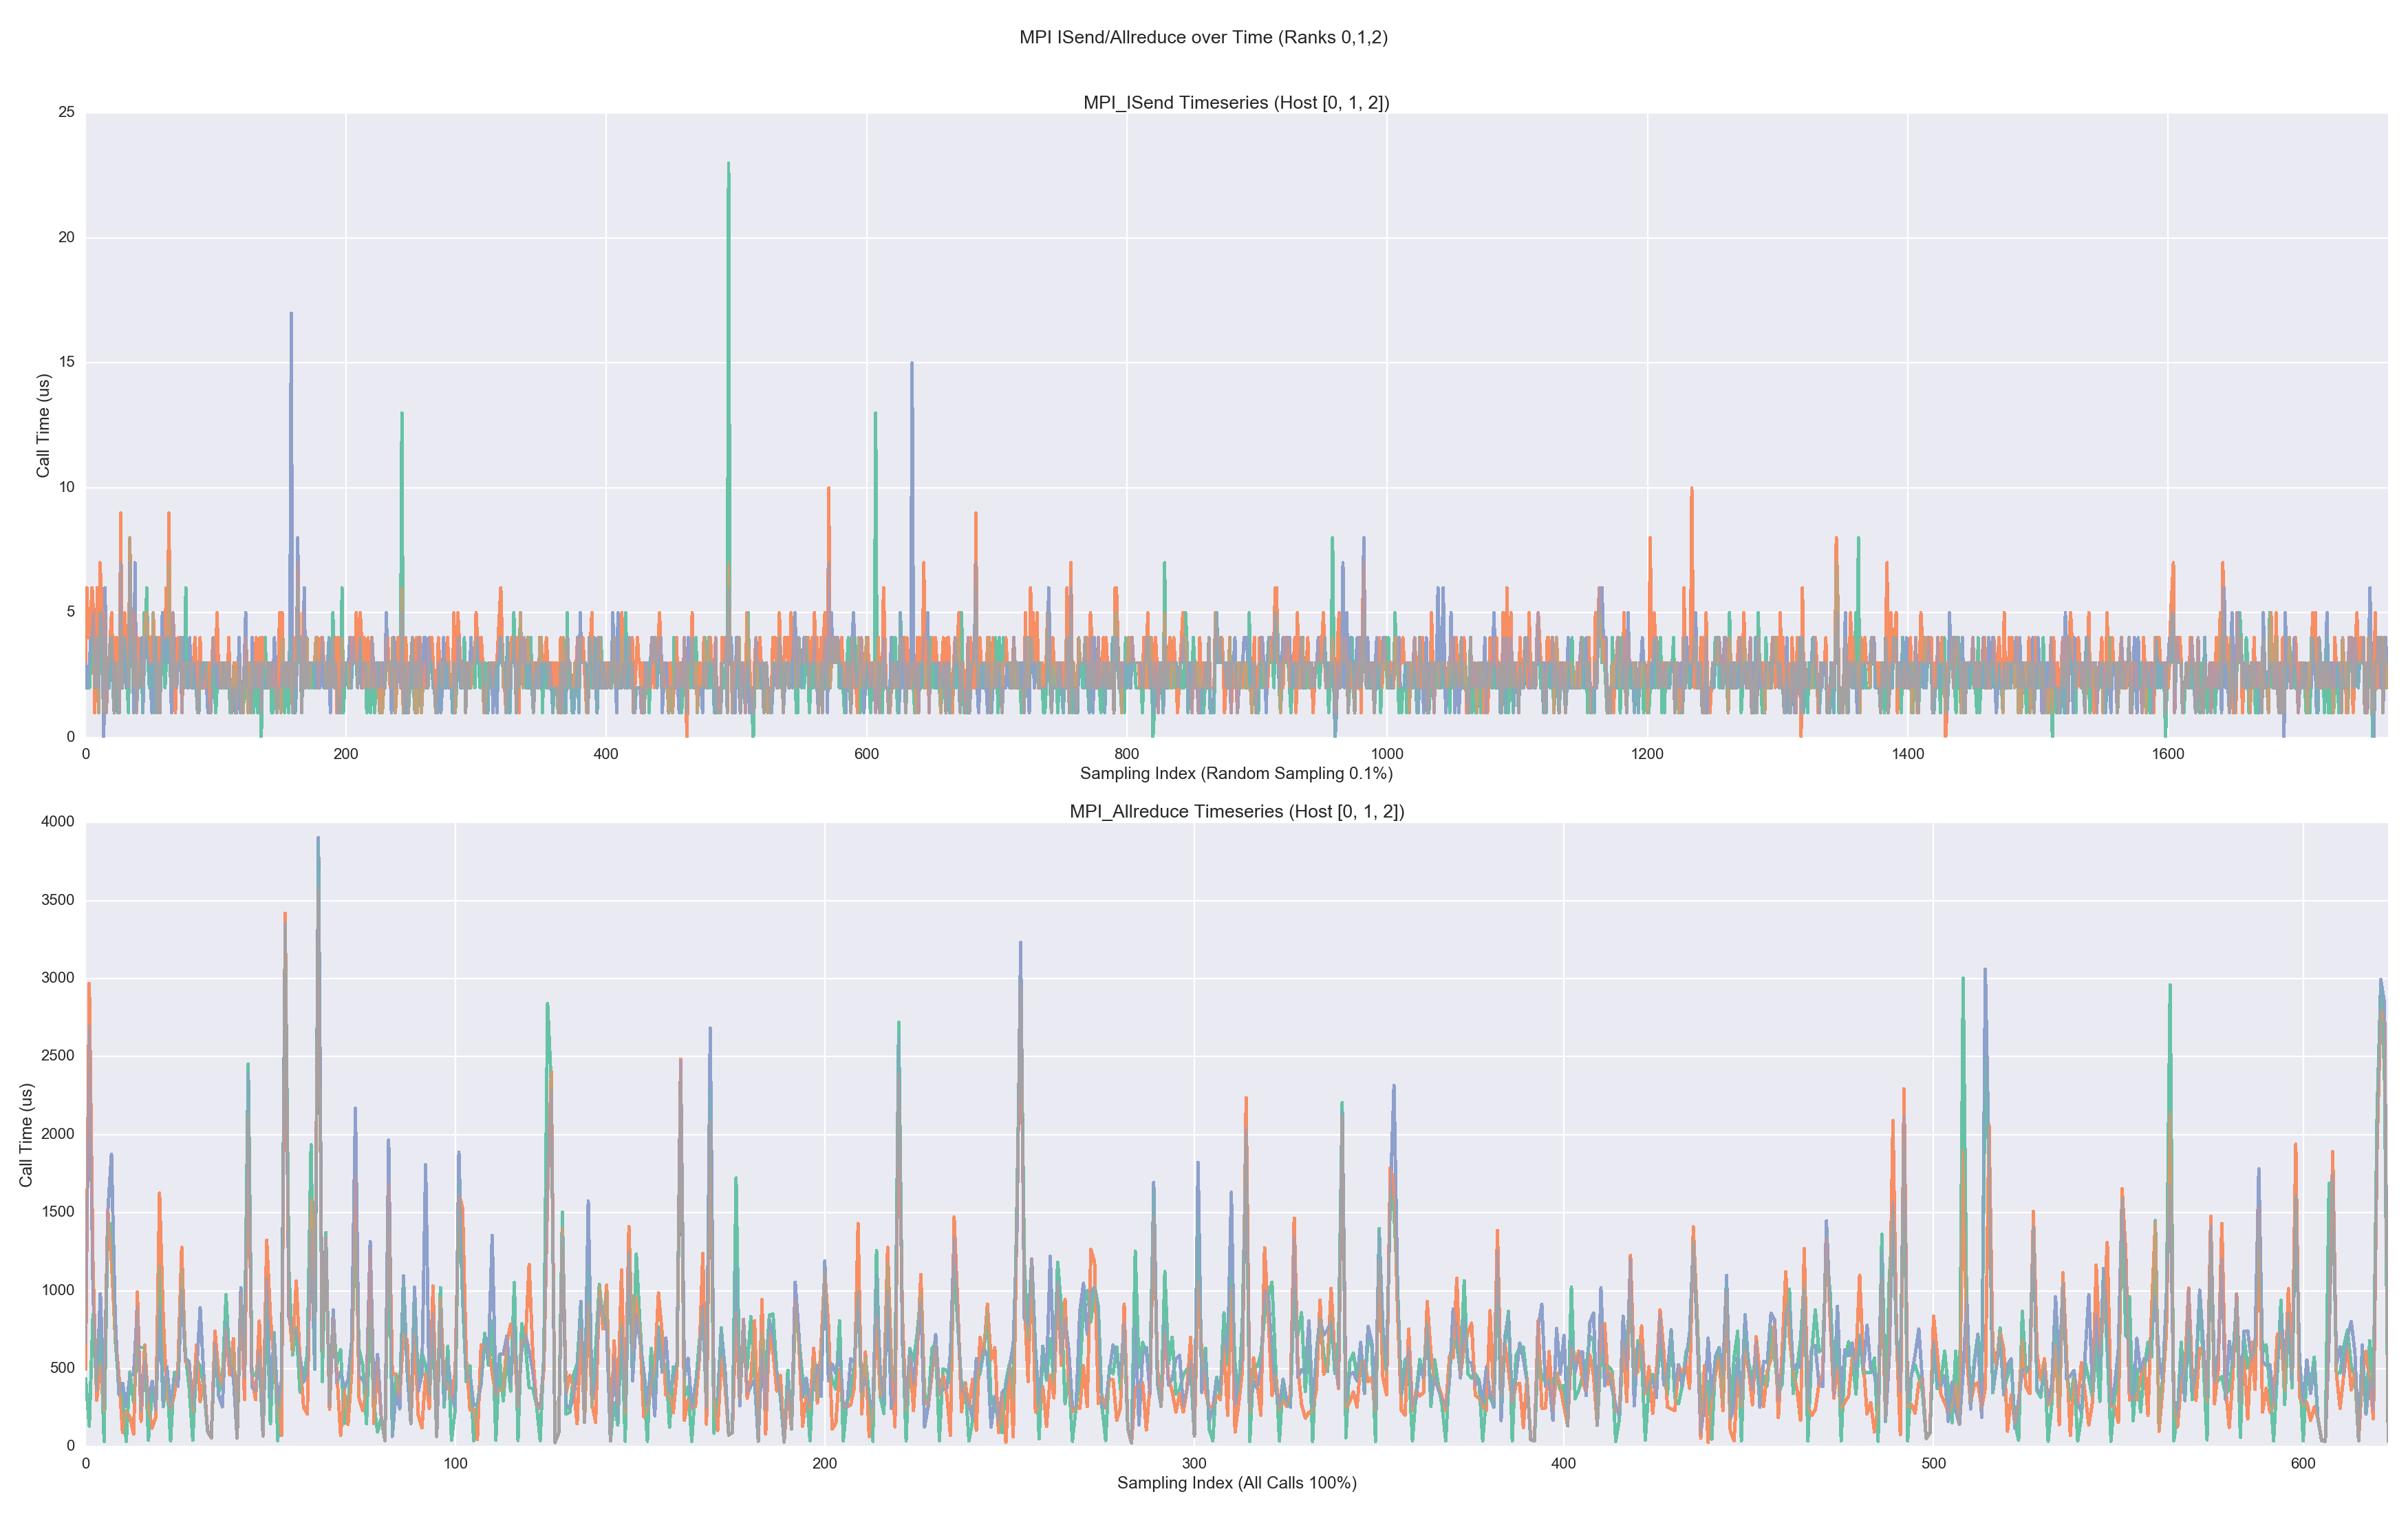 MPI ISend/Allreduce over Time (Ranks 0,1,2)
MPI_ISend Timeseries (Host [0, 1, 2])
25
20
15
10
5
0
Call Time (us)
0 200 400 600 800 1000 1200 1400 1600
Sampling Index (Random Sampling 0.1%)
MPI_Allreduce Timeseries (Host [0, 1, 2])
4000
3500
3000
2500
2000
1500
1000
500
0
Call Time (us)
0 100 200 300 400 500 600
Sampling Index (All Calls 100%)